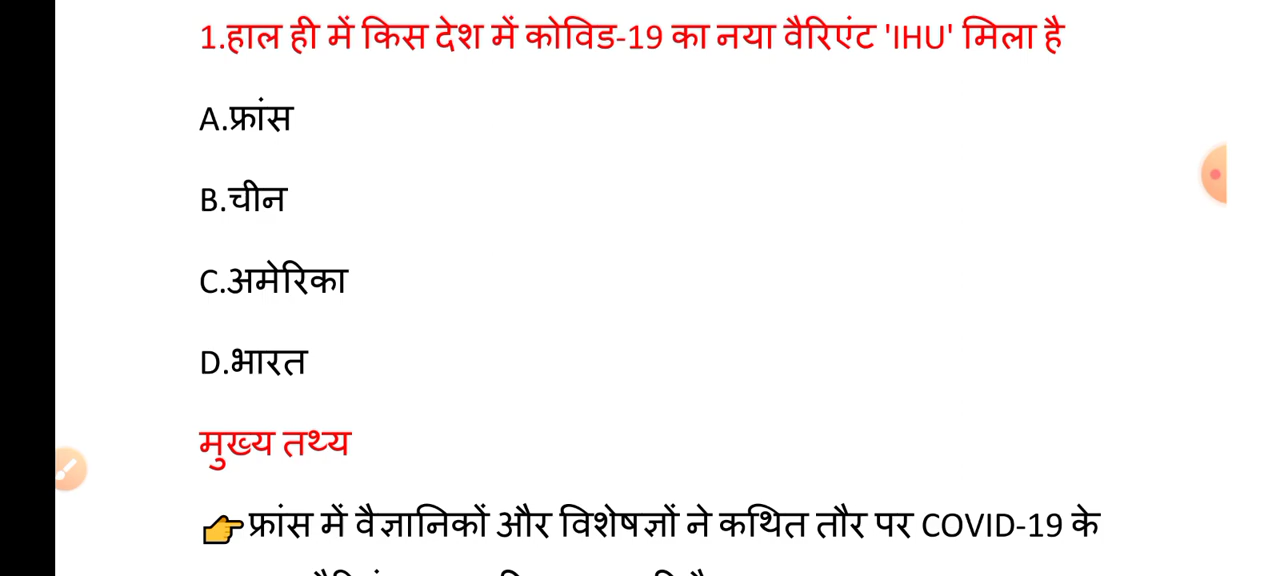 1.हाल ही में किस देश में कोविड-19 का नया वैरिएंट 'IHU' मिला है
A.फ्रांस
B.चीन
C.अमेरिका
D.भारत
मुख्य तथ्य
👉फ्रांस में वैज्ञानिकों और विशेषज्ञों ने कथित तौर पर COVID-19 के